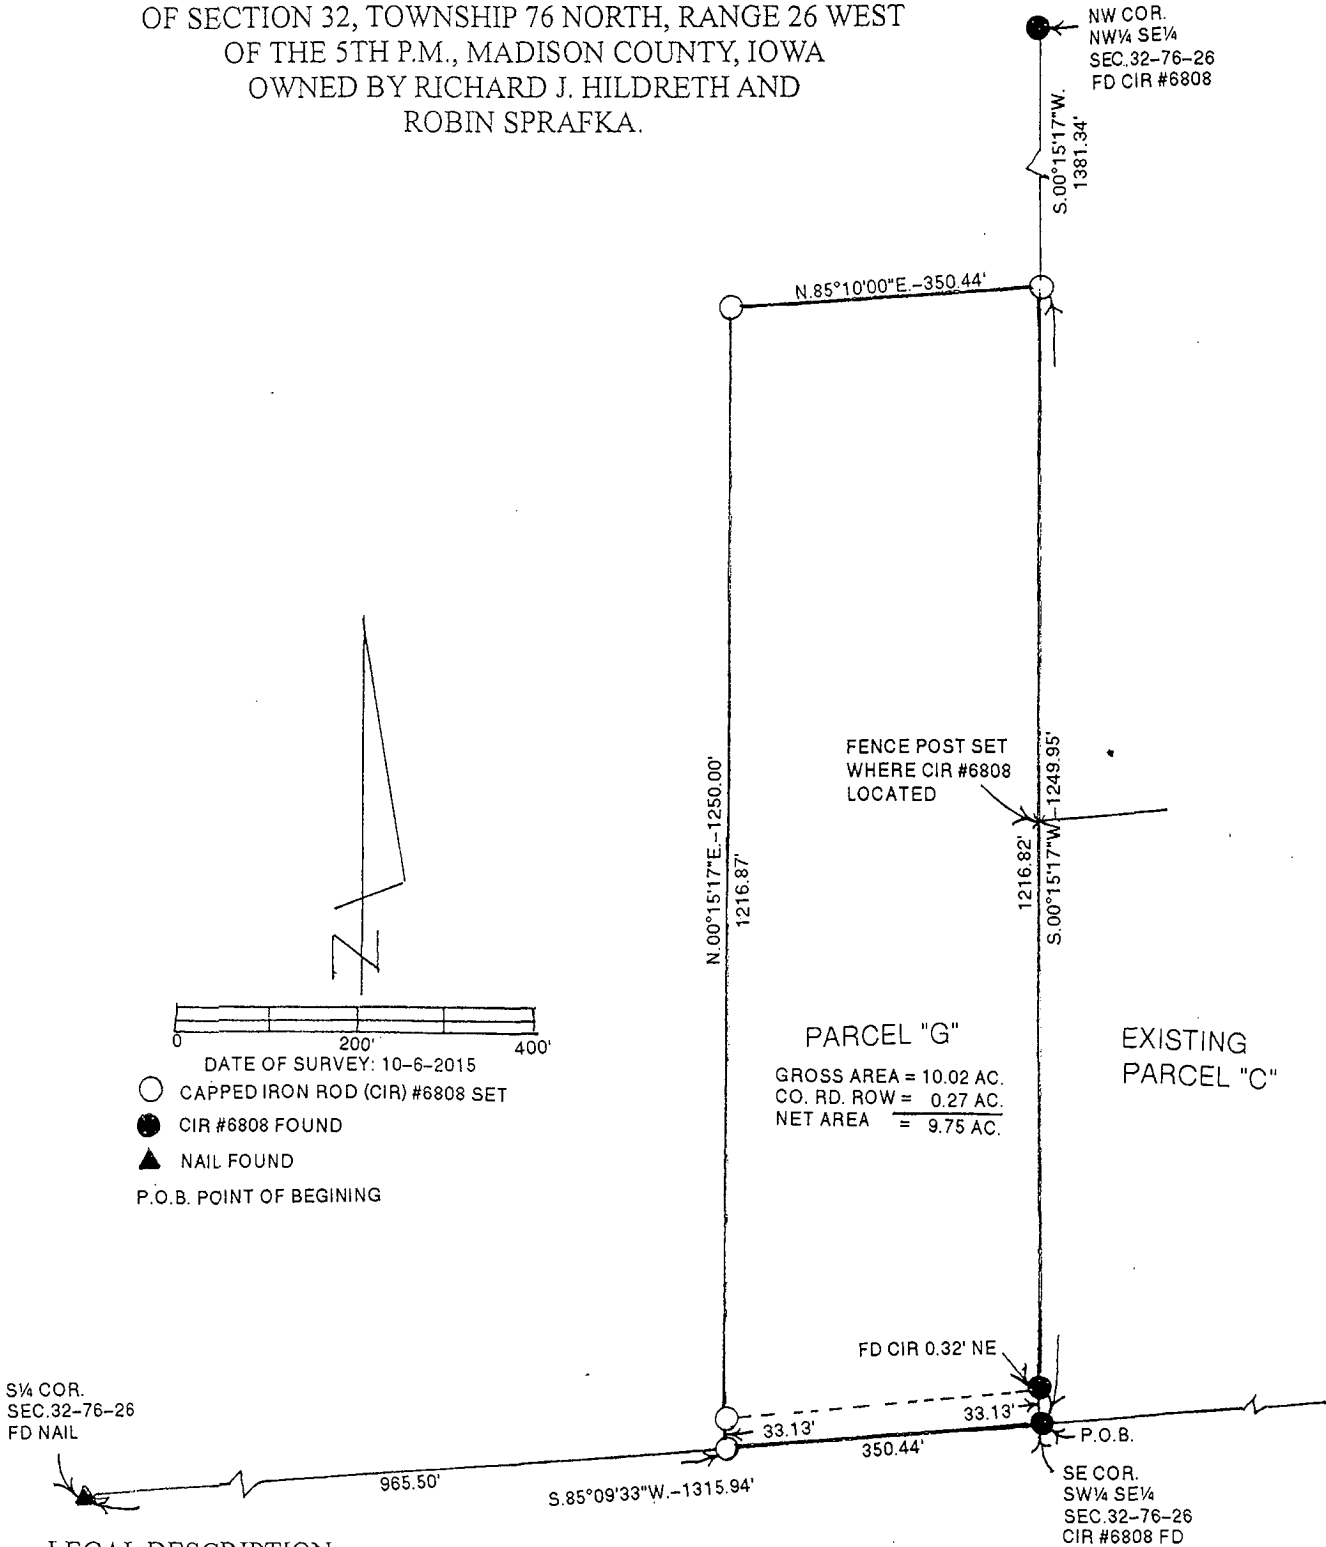 OF SECTION 32, TOWNSHIP 76 NORTH, RANGE 26 WEST
OF THE 5TH P.M., MADISON COUNTY, IOWA
OWNED BY RICHARD J. HILDRETH AND
ROBIN SPRAFKA.
NW COR.
NW¼ SE¼
SEC.32-76-26
FD CIR #6808
S.00°15'17"W.
1381.34'
N.85°10'00"E.-350.44'
FENCE POST SET
WHERE CIR #6808
LOCATED
N.00°15'17"E.-1250.00'
1216.87'
1216.82'
S.00°15'17"W.-1249.95'
N
0 200' 400'
DATE OF SURVEY: 10-6-2015
CAPPED IRON ROD (CIR) #6808 SET
CIR #6808 FOUND
NAIL FOUND
P.O.B. POINT OF BEGINING
PARCEL "G"
GROSS AREA = 10.02 AC.
CO. RD. ROW = 0.27 AC.
NET AREA = 9.75 AC.
EXISTING
PARCEL "C"
FD CIR 0.32' NE
33.13'
33.13'
P.O.B.
350.44'
S¼ COR.
SEC.32-76-26
FD NAIL
965.50'
S.85°09'33"W.-1315.94'
SE COR.
SW¼ SE¼
SEC.32-76-26
CIR #6808 FD
LEGAL DESCRIPTION